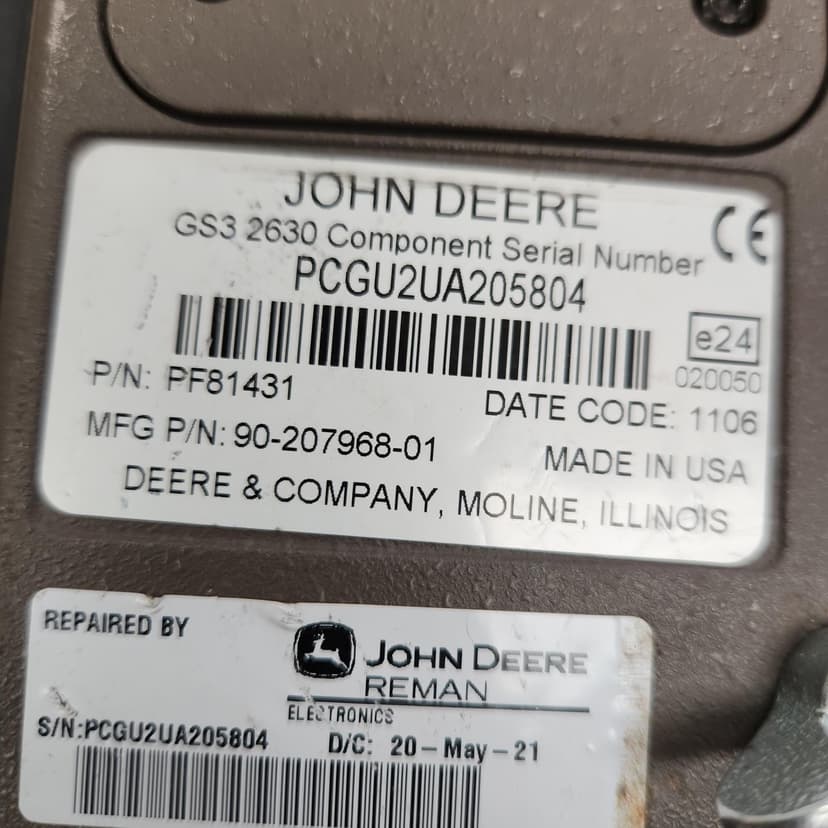 JOHN DEERE
GS3 2630 Component Serial Number
CE
PCGU2UA205804
e24
020050
P/N: PF81431
DATE CODE: 1106
MFG P/N: 90-207968-01
MADE IN USA
DEERE & COMPANY, MOLINE, ILLINOIS
REPAIRED BY
JOHN DEERE
REMAN
ELECTRONICS
S/N:PCGU2UA205804
D/C: 20-May-21